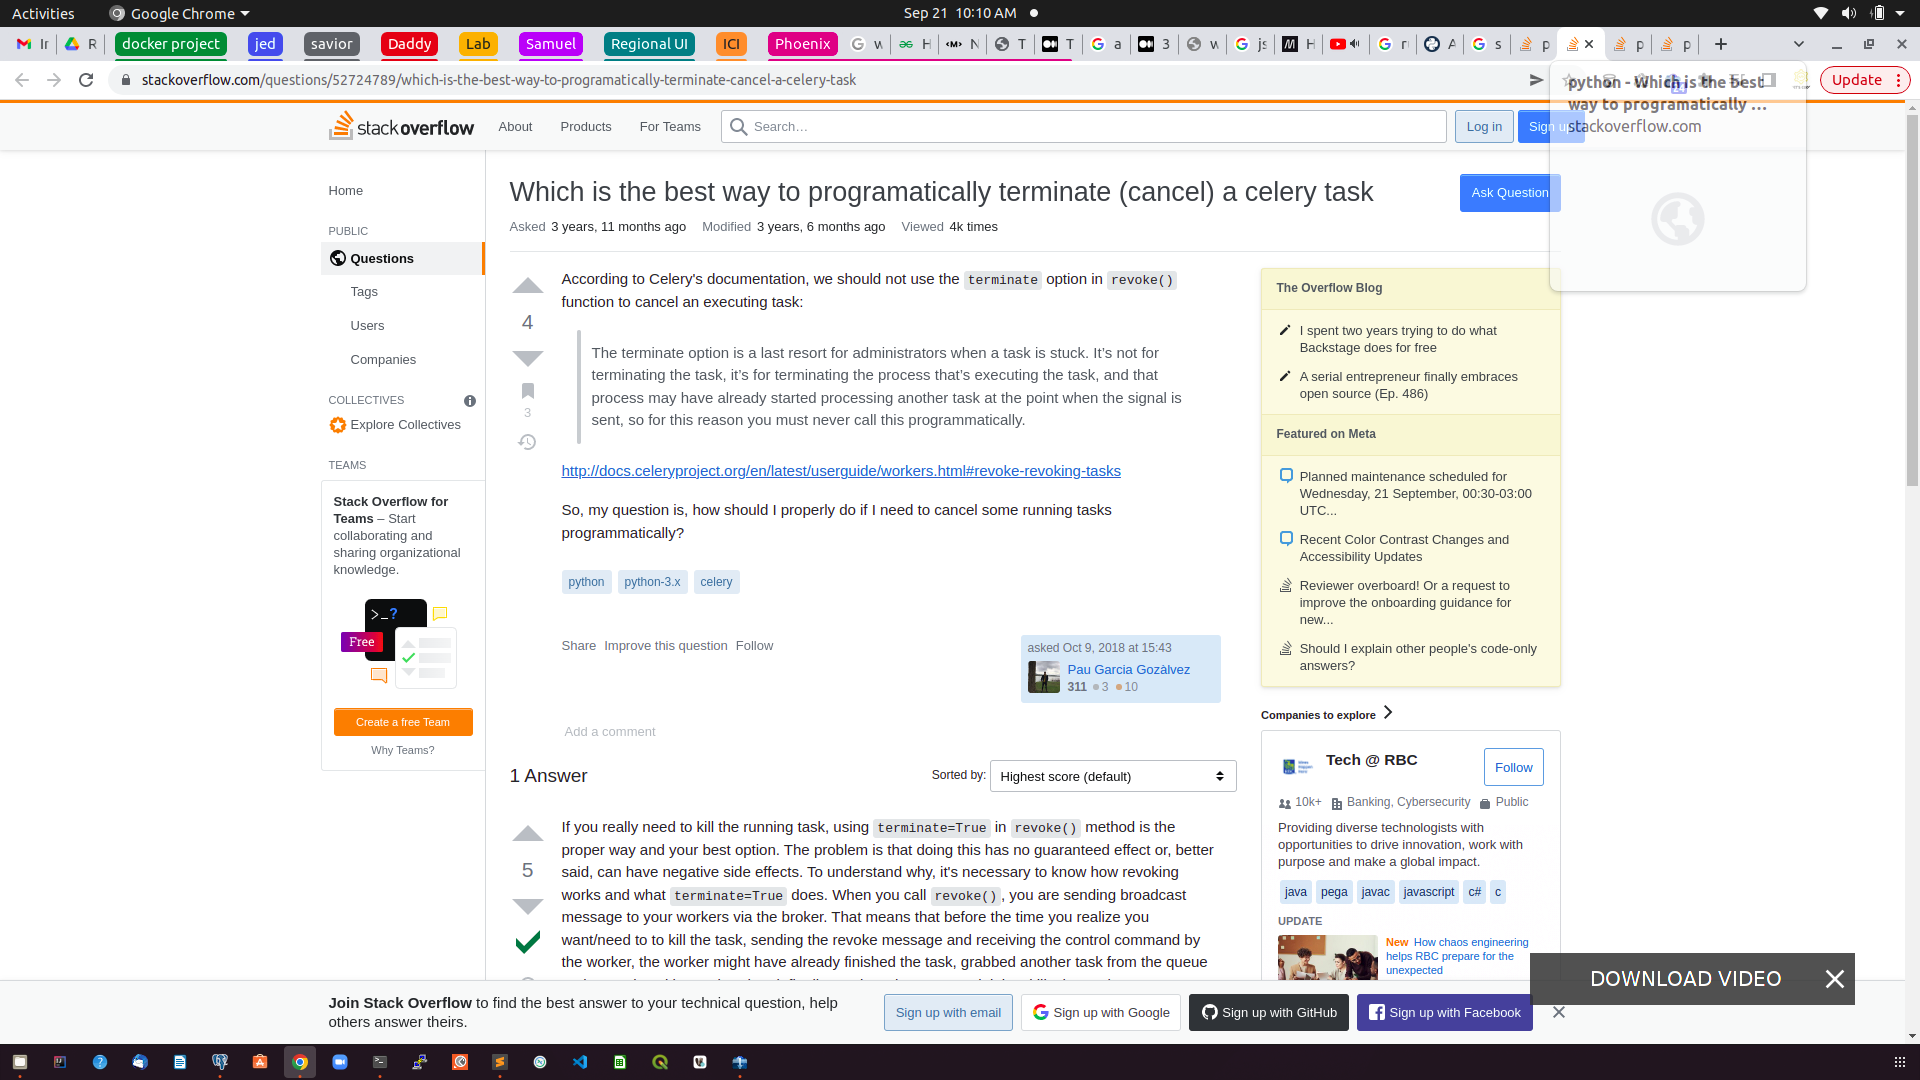 Activities
Google Chrome
Sep 21 10:10 AM
docker project
jed
savior
Daddy
Lab
Samuel
Regional UI
ICI
Phoenix
stackoverflow.com/questions/52724789/which-is-the-best-way-to-programatically-terminate-cancel-a-celery-task
Update
python - Which is the best
way to programatically …
stackoverflow.com
stackoverflow
About
Products
For Teams
Search…
Log in
Sign up
Home
PUBLIC
Questions
Tags
Users
Companies
COLLECTIVES
Explore Collectives
TEAMS
Stack Overflow for
Teams – Start
collaborating and
sharing organizational
knowledge.
>_?
Free
Create a free Team
Why Teams?
Which is the best way to programatically terminate (cancel) a celery task
Ask Question
Asked 3 years, 11 months ago Modified 3 years, 6 months ago Viewed 4k times
4
3
According to Celery's documentation, we should not use the terminate option in revoke()
function to cancel an executing task:
The terminate option is a last resort for administrators when a task is stuck. It’s not for
terminating the task, it’s for terminating the process that’s executing the task, and that
process may have already started processing another task at the point when the signal is
sent, so for this reason you must never call this programmatically.
http://docs.celeryproject.org/en/latest/userguide/workers.html#revoke-revoking-tasks
So, my question is, how should I properly do if I need to cancel some running tasks
programmatically?
python python-3.x celery
Share Improve this question Follow
asked Oct 9, 2018 at 15:43
Pau Garcia Gozàlvez
311 3 10
Add a comment
1 Answer
Sorted by:
Highest score (default)
5
If you really need to kill the running task, using terminate=True in revoke() method is the
proper way and your best option. The problem is that doing this has no guaranteed effect or, better
said, can have negative side effects. To understand why, it's necessary to know how revoking
works and what terminate=True does. When you call revoke(), you are sending broadcast
message to your workers via the broker. That means that before the time you realize you
want/need to to kill the task, sending the revoke message and receiving the control command by
the worker, the worker might have already finished the task, grabbed another task from the queue
The Overflow Blog
I spent two years trying to do what
Backstage does for free
A serial entrepreneur finally embraces
open source (Ep. 486)
Featured on Meta
Planned maintenance scheduled for
Wednesday, 21 September, 00:30-03:00
UTC...
Recent Color Contrast Changes and
Accessibility Updates
Reviewer overboard! Or a request to
improve the onboarding guidance for
new...
Should I explain other people's code-only
answers?
Companies to explore
Tech @ RBC
Follow
10k+ Banking, Cybersecurity Public
Providing diverse technologists with
opportunities to drive innovation, work with
purpose and make a global impact.
java pega javac javascript c# c
UPDATE
New How chaos engineering
helps RBC prepare for the
unexpected
DOWNLOAD VIDEO
Join Stack Overflow to find the best answer to your technical question, help
others answer theirs.
Sign up with email
Sign up with Google
Sign up with GitHub
Sign up with Facebook